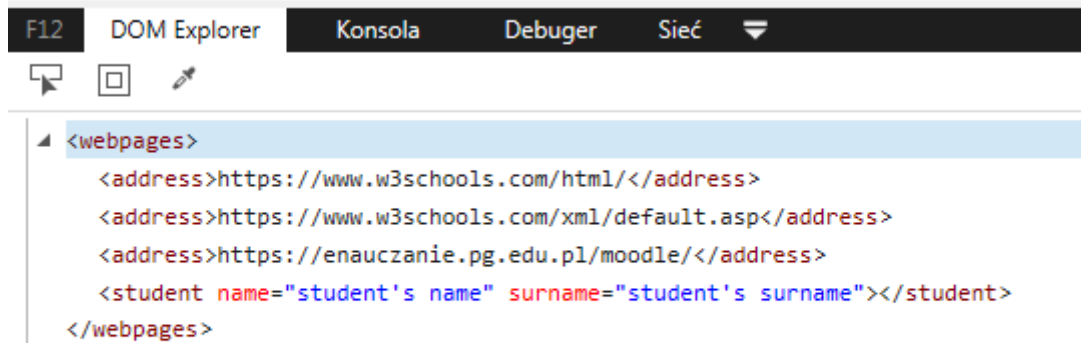 F12 DOM Explorer Konsola Debuger Sieć
<webpages>
<address>https://www.w3schools.com/html/</address>
<address>https://www.w3schools.com/xml/default.asp</address>
<address>https://enauczanie.pg.edu.pl/moodle/</address>
<student name="student's name" surname="student's surname"></student>
</webpages>